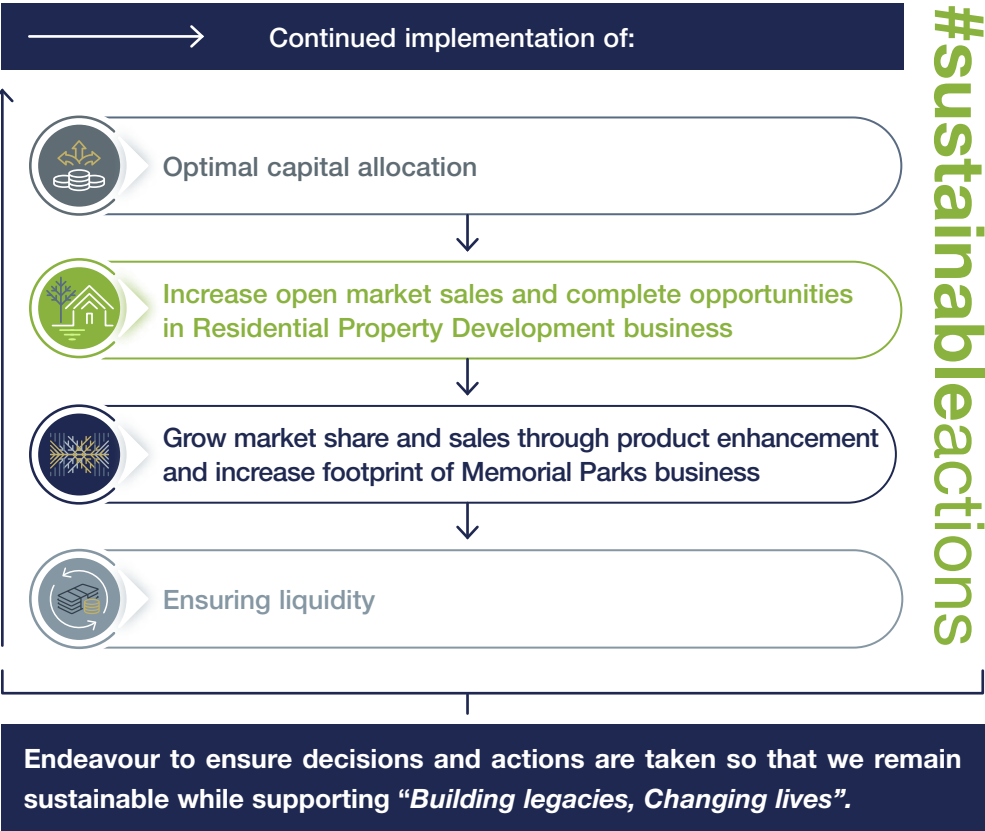 Continued implementation of:
Optimal capital allocation
Increase open market sales and complete opportunities
in Residential Property Development business
Grow market share and sales through product enhancement
and increase footprint of Memorial Parks business
Ensuring liquidity
#sustainableactions
Endeavour to ensure decisions and actions are taken so that we remain
sustainable while supporting “Building legacies, Changing lives”.